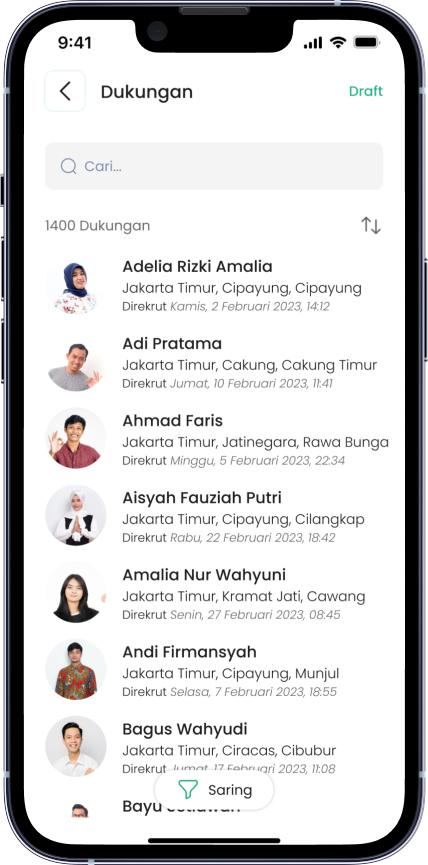 9:41
Dukungan
Draft
Cari...
1400 Dukungan
Adelia Rizki Amalia
Jakarta Timur, Cipayung, Cipayung
Direkrut Kamis, 2 Februari 2023, 14:12
Adi Pratama
Jakarta Timur, Cakung, Cakung Timur
Direkrut Jumat, 10 Februari 2023, 11:41
Ahmad Faris
Jakarta Timur, Jatinegara, Rawa Bunga
Direkrut Minggu, 5 Februari 2023, 22:34
Aisyah Fauziah Putri
Jakarta Timur, Cipayung, Cilangkap
Direkrut Rabu, 22 Februari 2023, 18:42
Amalia Nur Wahyuni
Jakarta Timur, Kramat Jati, Cawang
Direkrut Senin, 27 Februari 2023, 08:45
Andi Firmansyah
Jakarta Timur, Cipayung, Munjul
Direkrut Selasa, 7 Februari 2023, 18:55
Bagus Wahyudi
Jakarta Timur, Ciracas, Cibubur
Direkrut Jumat, 17 Februari 2023, 11:08
Saring
Bayu